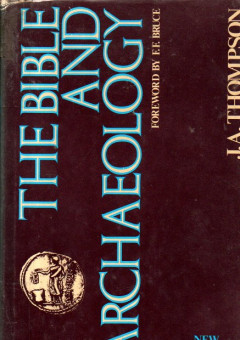 THE BIBLE
AND
ARCHAEOLOGY
FOREWORD BY F.F. BRUCE
J.A. THOMPSON
NEW